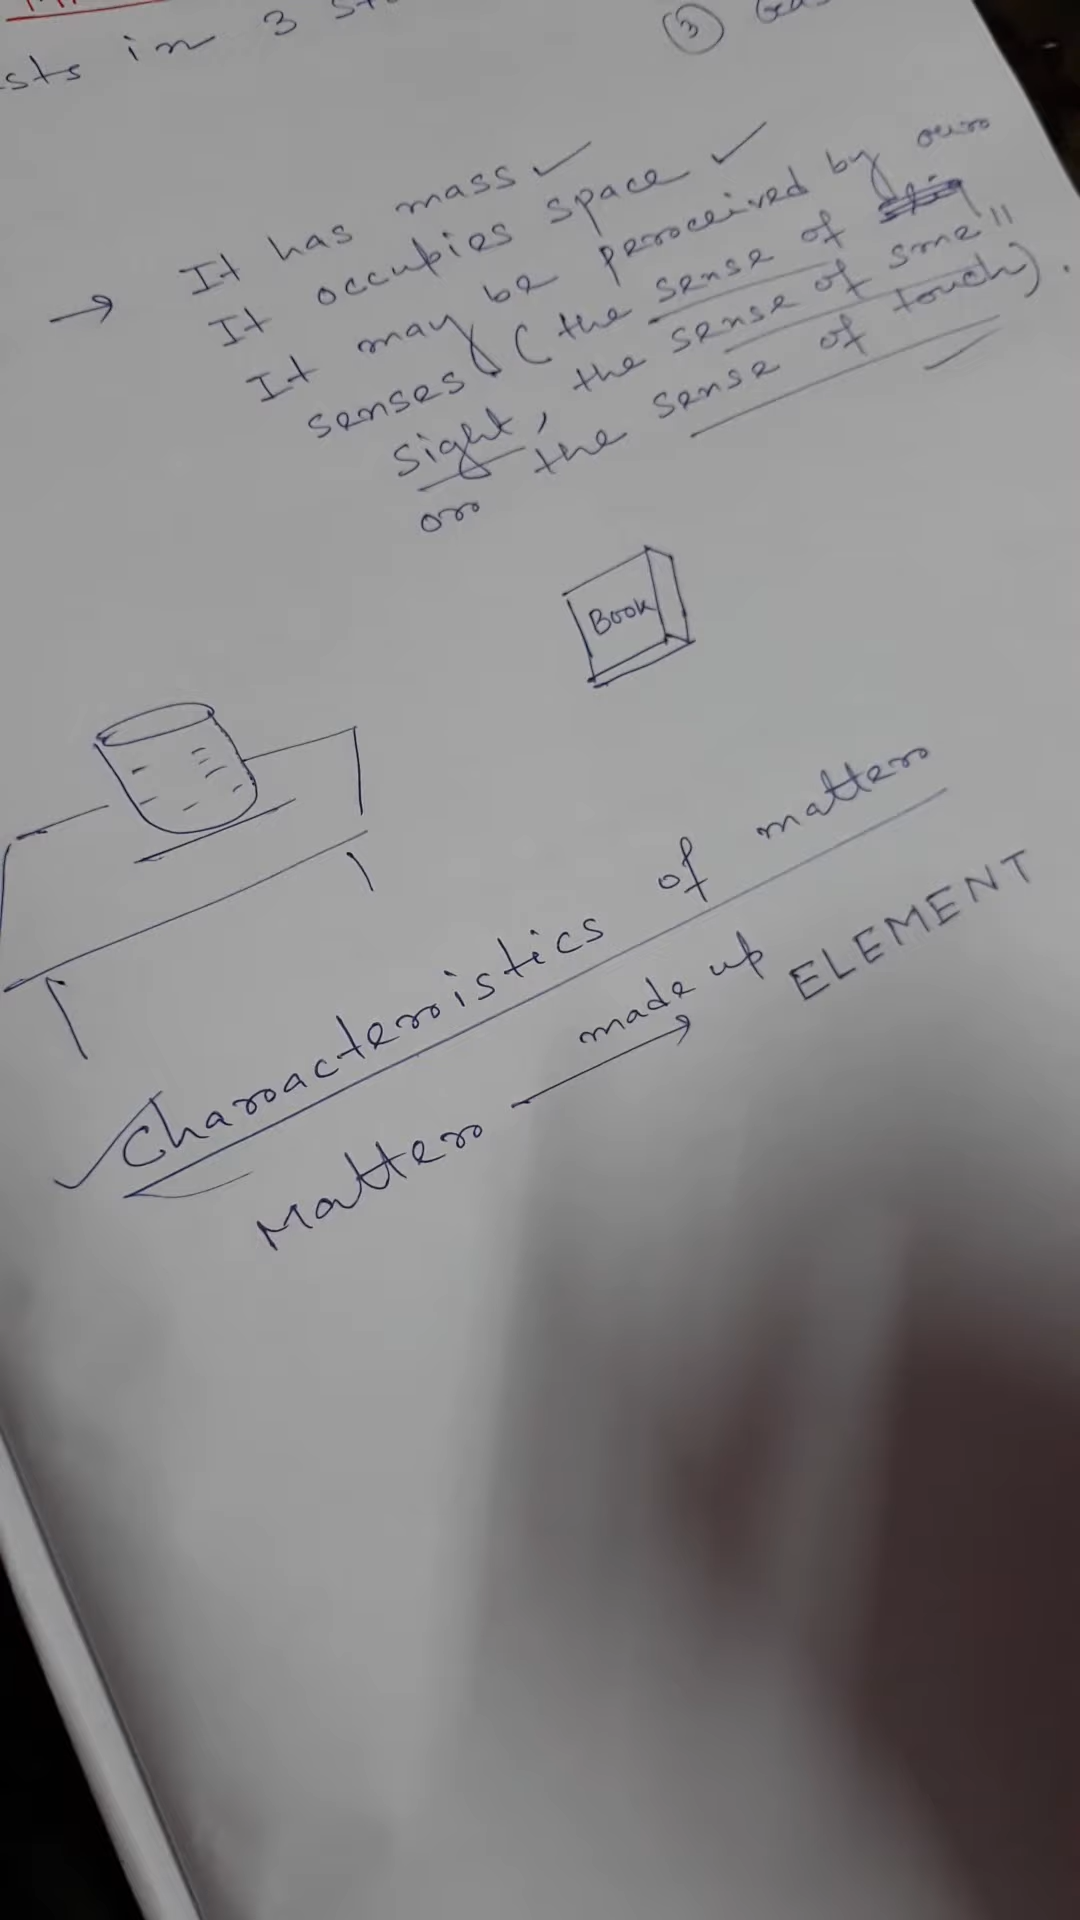 sts in 3
③
→ It has mass ✓
It occupies space ✓
It may be perceived by our
senses. (the sense of
sight, the sense of smell
or the sense of touch).
Book
✓ Characteristics of matter
Matter made up → ELEMENT